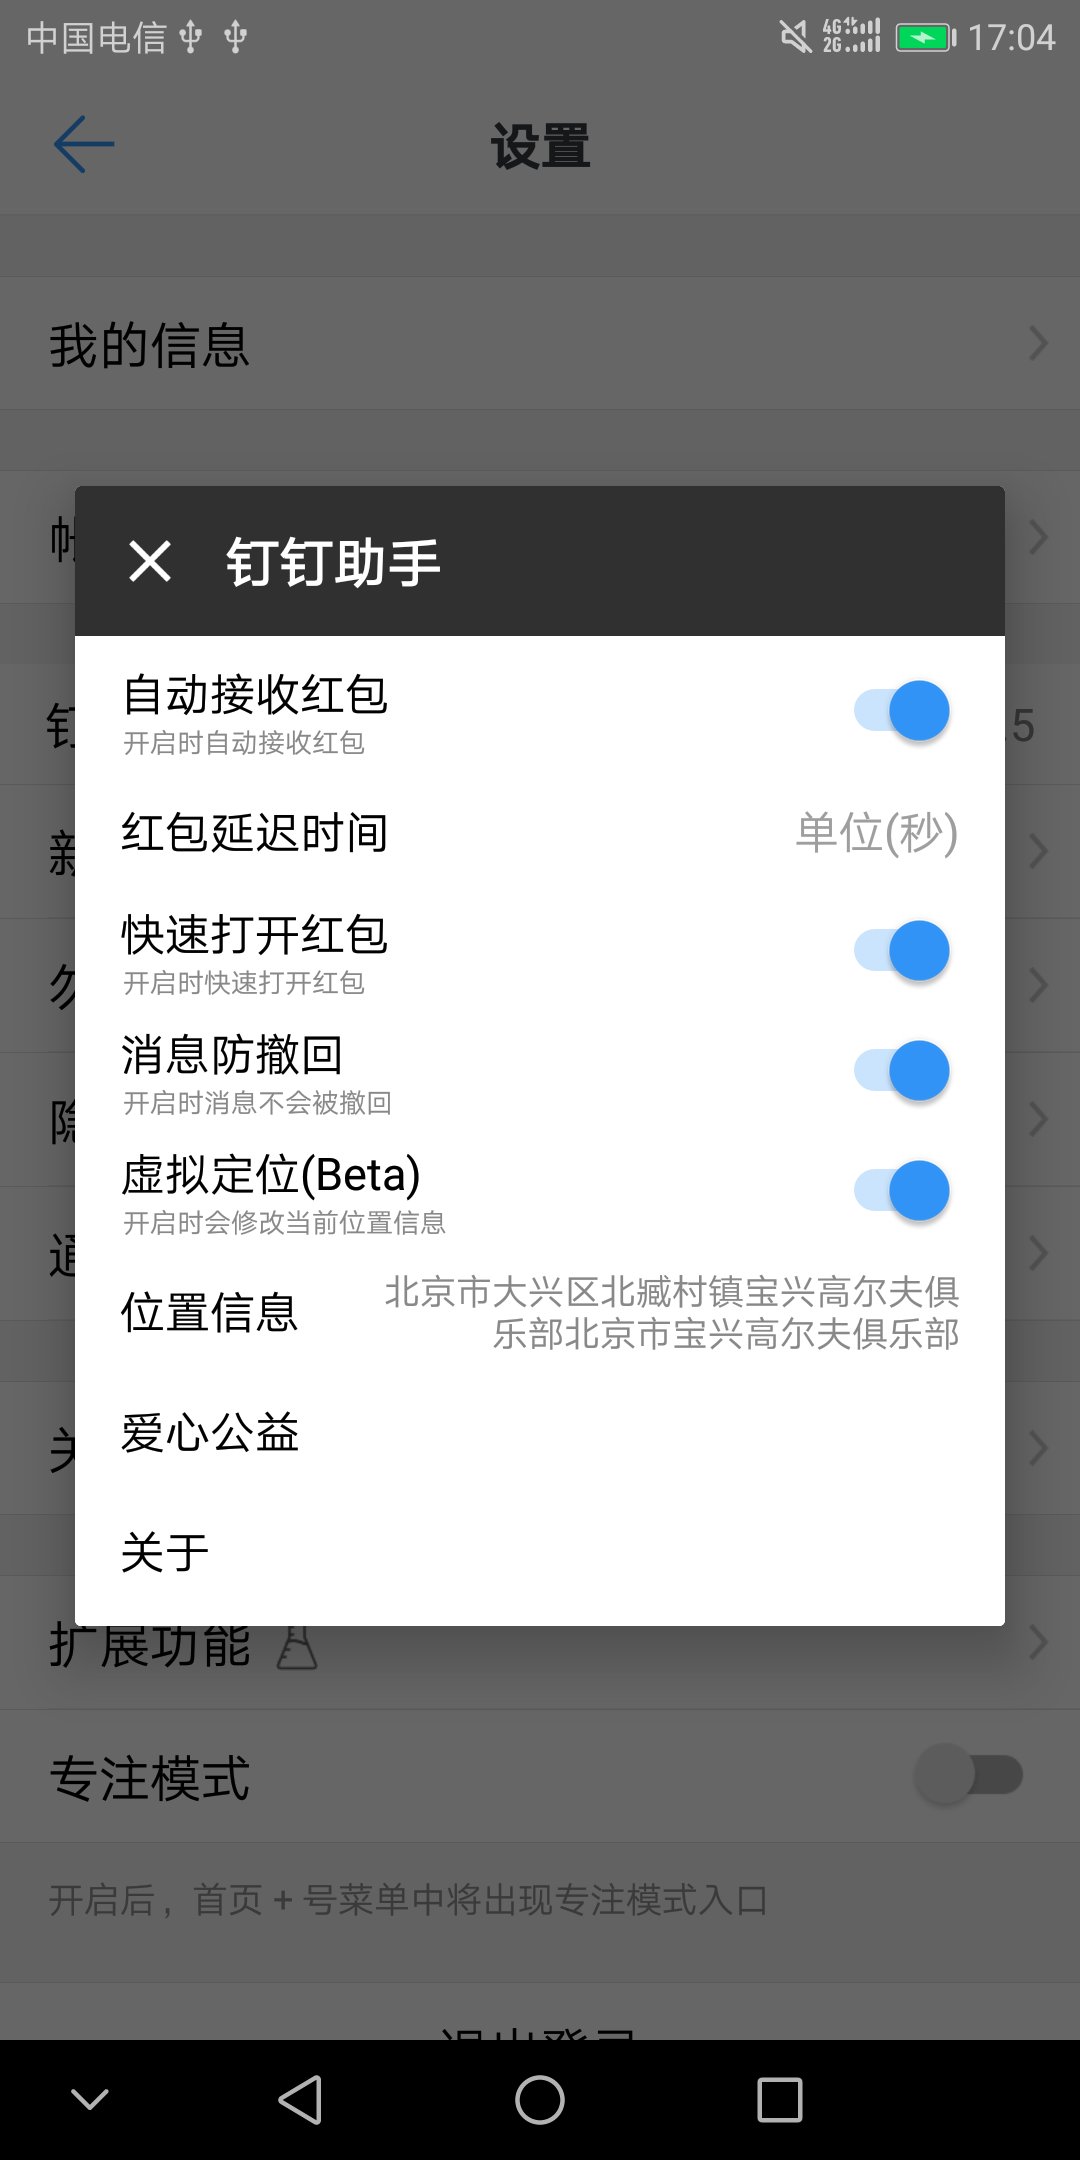 中国电信
4G
2G
17:04
设置
我的信息
钉钉助手
自动接收红包
开启时自动接收红包
.5
红包延迟时间
单位(秒)
快速打开红包
开启时快速打开红包
消息防撤回
开启时消息不会被撤回
虚拟定位(Beta)
开启时会修改当前位置信息
位置信息
北京市大兴区北臧村镇宝兴高尔夫俱
乐部北京市宝兴高尔夫俱乐部
爱心公益
关于
扩展功能
专注模式
开启后，首页 + 号菜单中将出现专注模式入口
退出登录